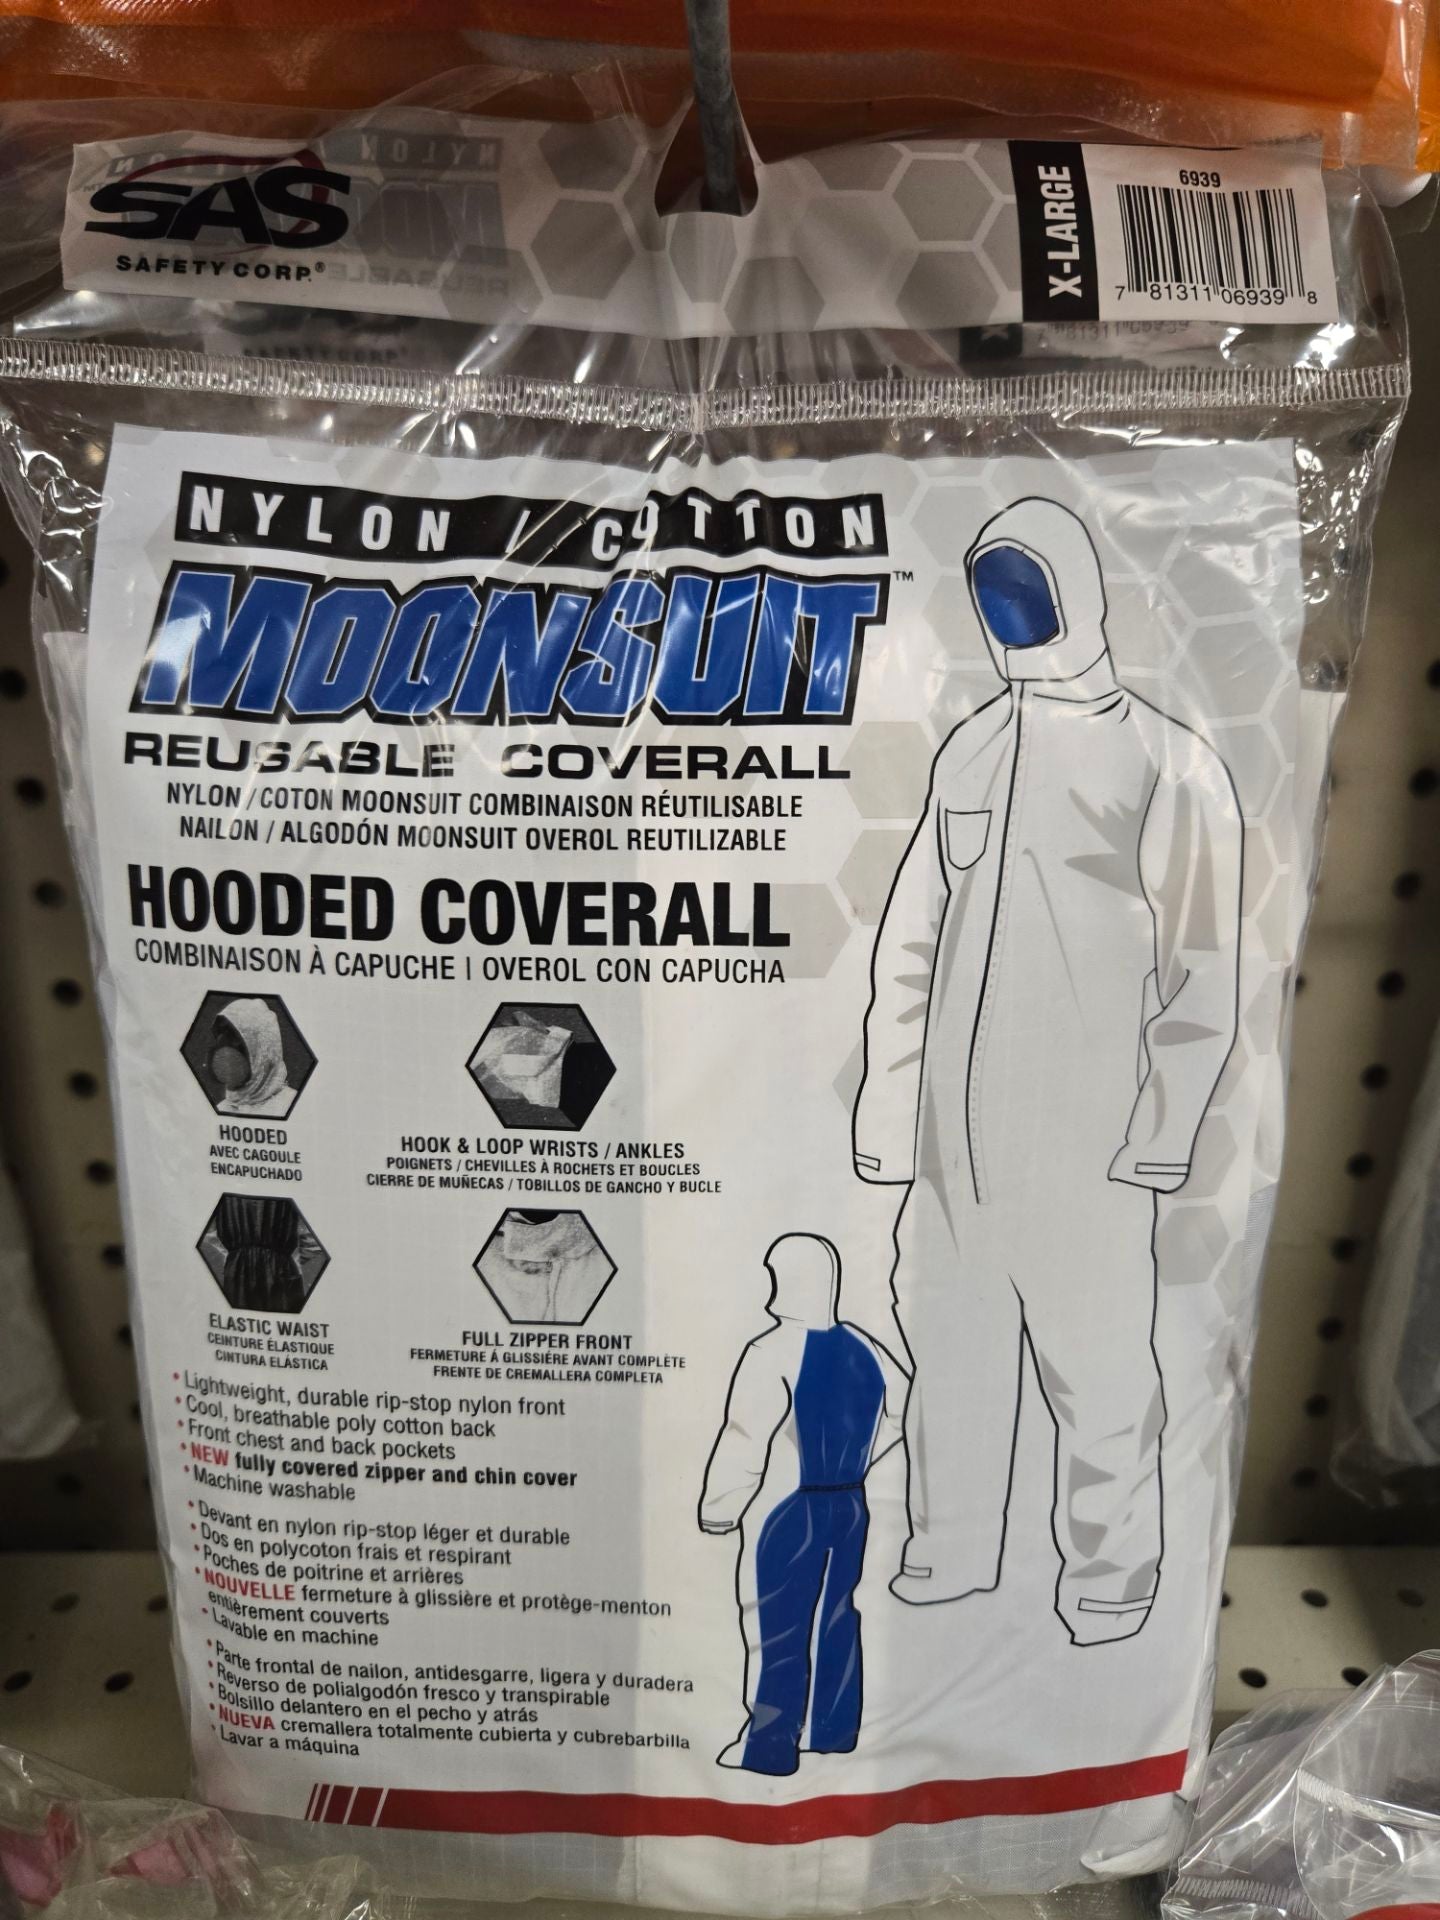 SAS
SAFETY CORP.®
X-LARGE
6939
7 81311 06939 8
NYLON / COTTON
MOONSUIT™
REUSABLE COVERALL
NYLON / COTON MOONSUIT COMBINAISON RÉUTILISABLE
NAILON / ALGODÓN MOONSUIT OVEROL REUTILIZABLE
HOODED COVERALL
COMBINAISON À CAPUCHE | OVEROL CON CAPUCHA
HOODED
AVEC CAGOULE
ENCAPUCHADO
HOOK & LOOP WRISTS / ANKLES
POIGNETS / CHEVILLES À ROCHETS ET BOUCLES
CIERRE DE MUÑECAS / TOBILLOS DE GANCHO Y BUCLE
ELASTIC WAIST
CEINTURE ÉLASTIQUE
CINTURA ELÁSTICA
FULL ZIPPER FRONT
FERMETURE Á GLISSIÉRE AVANT COMPLÈTE
FRENTE DE CREMALLERA COMPLETA
• Lightweight, durable rip-stop nylon front
• Cool, breathable poly cotton back
• Front chest and back pockets
• NEW fully covered zipper and chin cover
• Machine washable
• Devant en nylon rip-stop léger et durable
• Dos en polycoton frais et respirant
• Poches de poitrine et arrières
• NOUVELLE fermeture à glissière et protège-menton
entièrement couverts
• Lavable en machine
• Parte frontal de nailon, antidesgarre, ligera y duradera
• Reverso de polialgodón fresco y transpirable
• Bolsillo delantero en el pecho y atrás
• NUEVA cremallera totalmente cubierta y cubrebarbilla
• Lavar a máquina